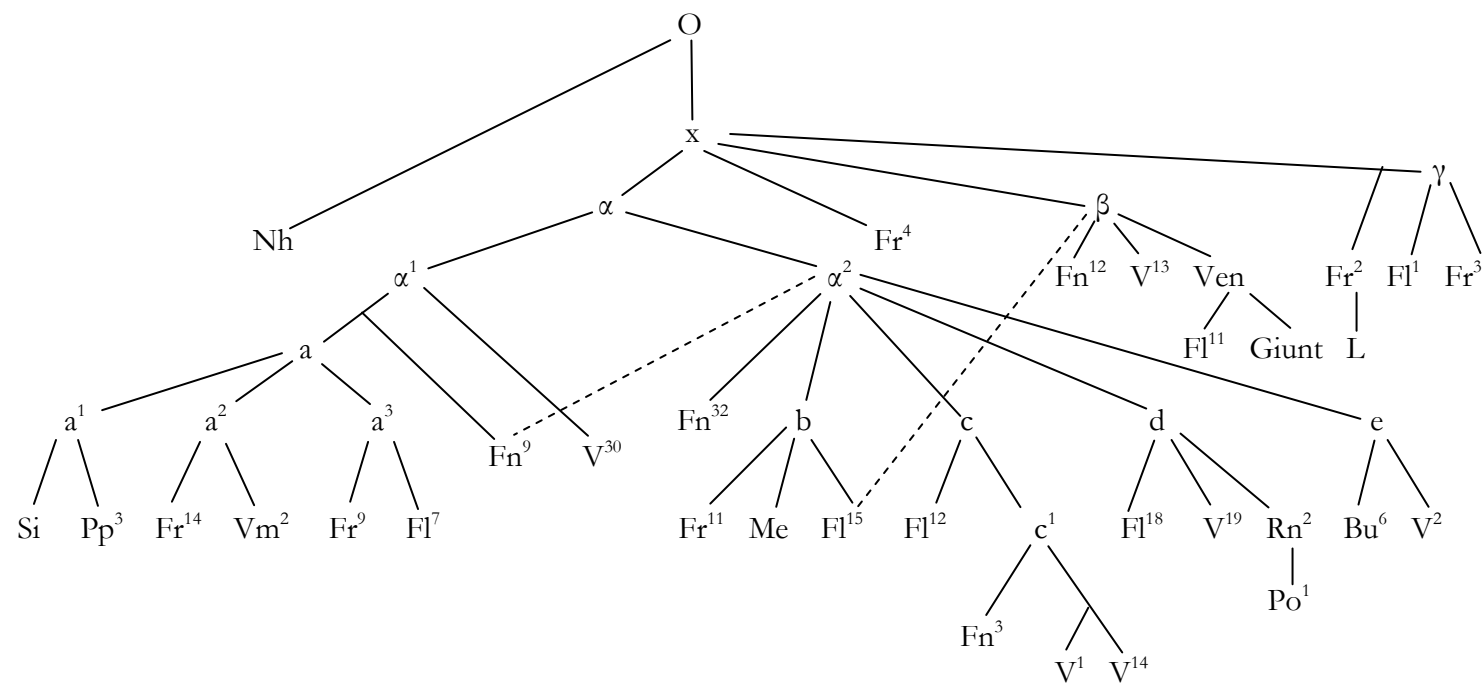 O
x
α β γ
Nh Fr⁴
α¹ α² Fn¹² V¹³ Ven Fr² Fl¹ Fr³
a Fl¹¹ Giunt L
a¹ a² a³ Fn³² b c d e
Fn⁹ V³⁰
Si Pp³ Fr¹⁴ Vm² Fr⁹ Fl⁷ Fr¹¹ Me Fl¹⁵ Fl¹² c¹ Fl¹⁸ V¹⁹ Rn² Bu⁶ V²
Po¹
Fn³
V¹ V¹⁴